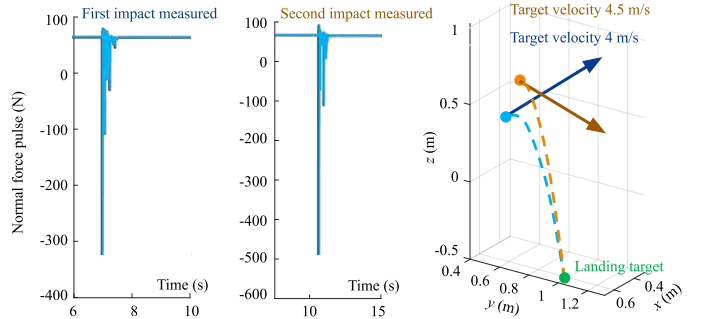 First impact measured
Normal force pulse (N)
100
0
-100
-200
-300
-400
6
8
10
Time (s)
Second impact measured
100
0
-100
-200
-300
-400
-500
-600
10
15
Time (s)
Target velocity 4.5 m/s
Target velocity 4 m/s
z (m)
1
0.5
0
-0.5
0.4
0.6
0.8
1
1.2
y (m)
Landing target
0.4
0.6
x (m)